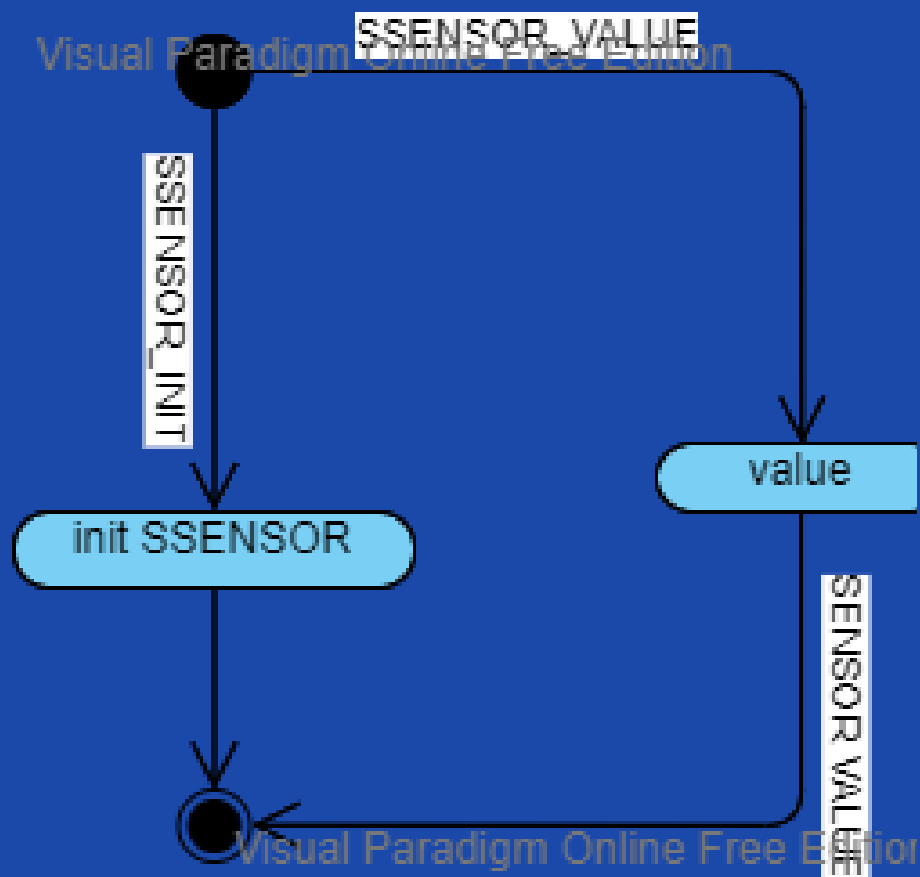 SSENSOR_VALUE
Visual Paradigm Online Free Edition
SSENSOR_INIT
value
init SSENSOR
SENSOR VALUE
Visual Paradigm Online Free Edition